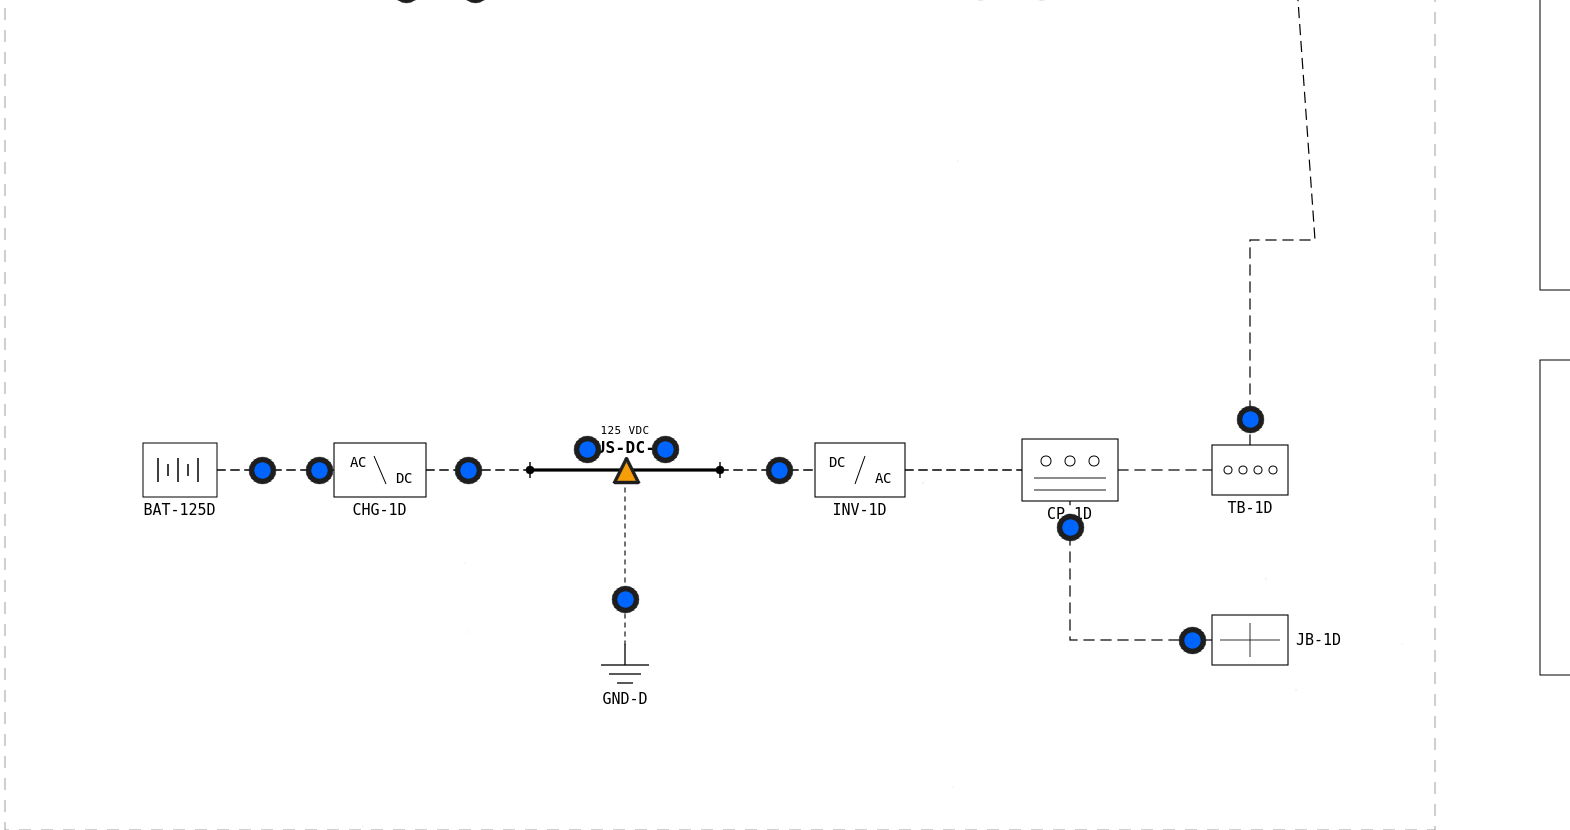 125 VDC
AC
DC
DC
AC
BAT-125D
CHG-1D
INV-1D
TB-1D
JB-1D
GND-D